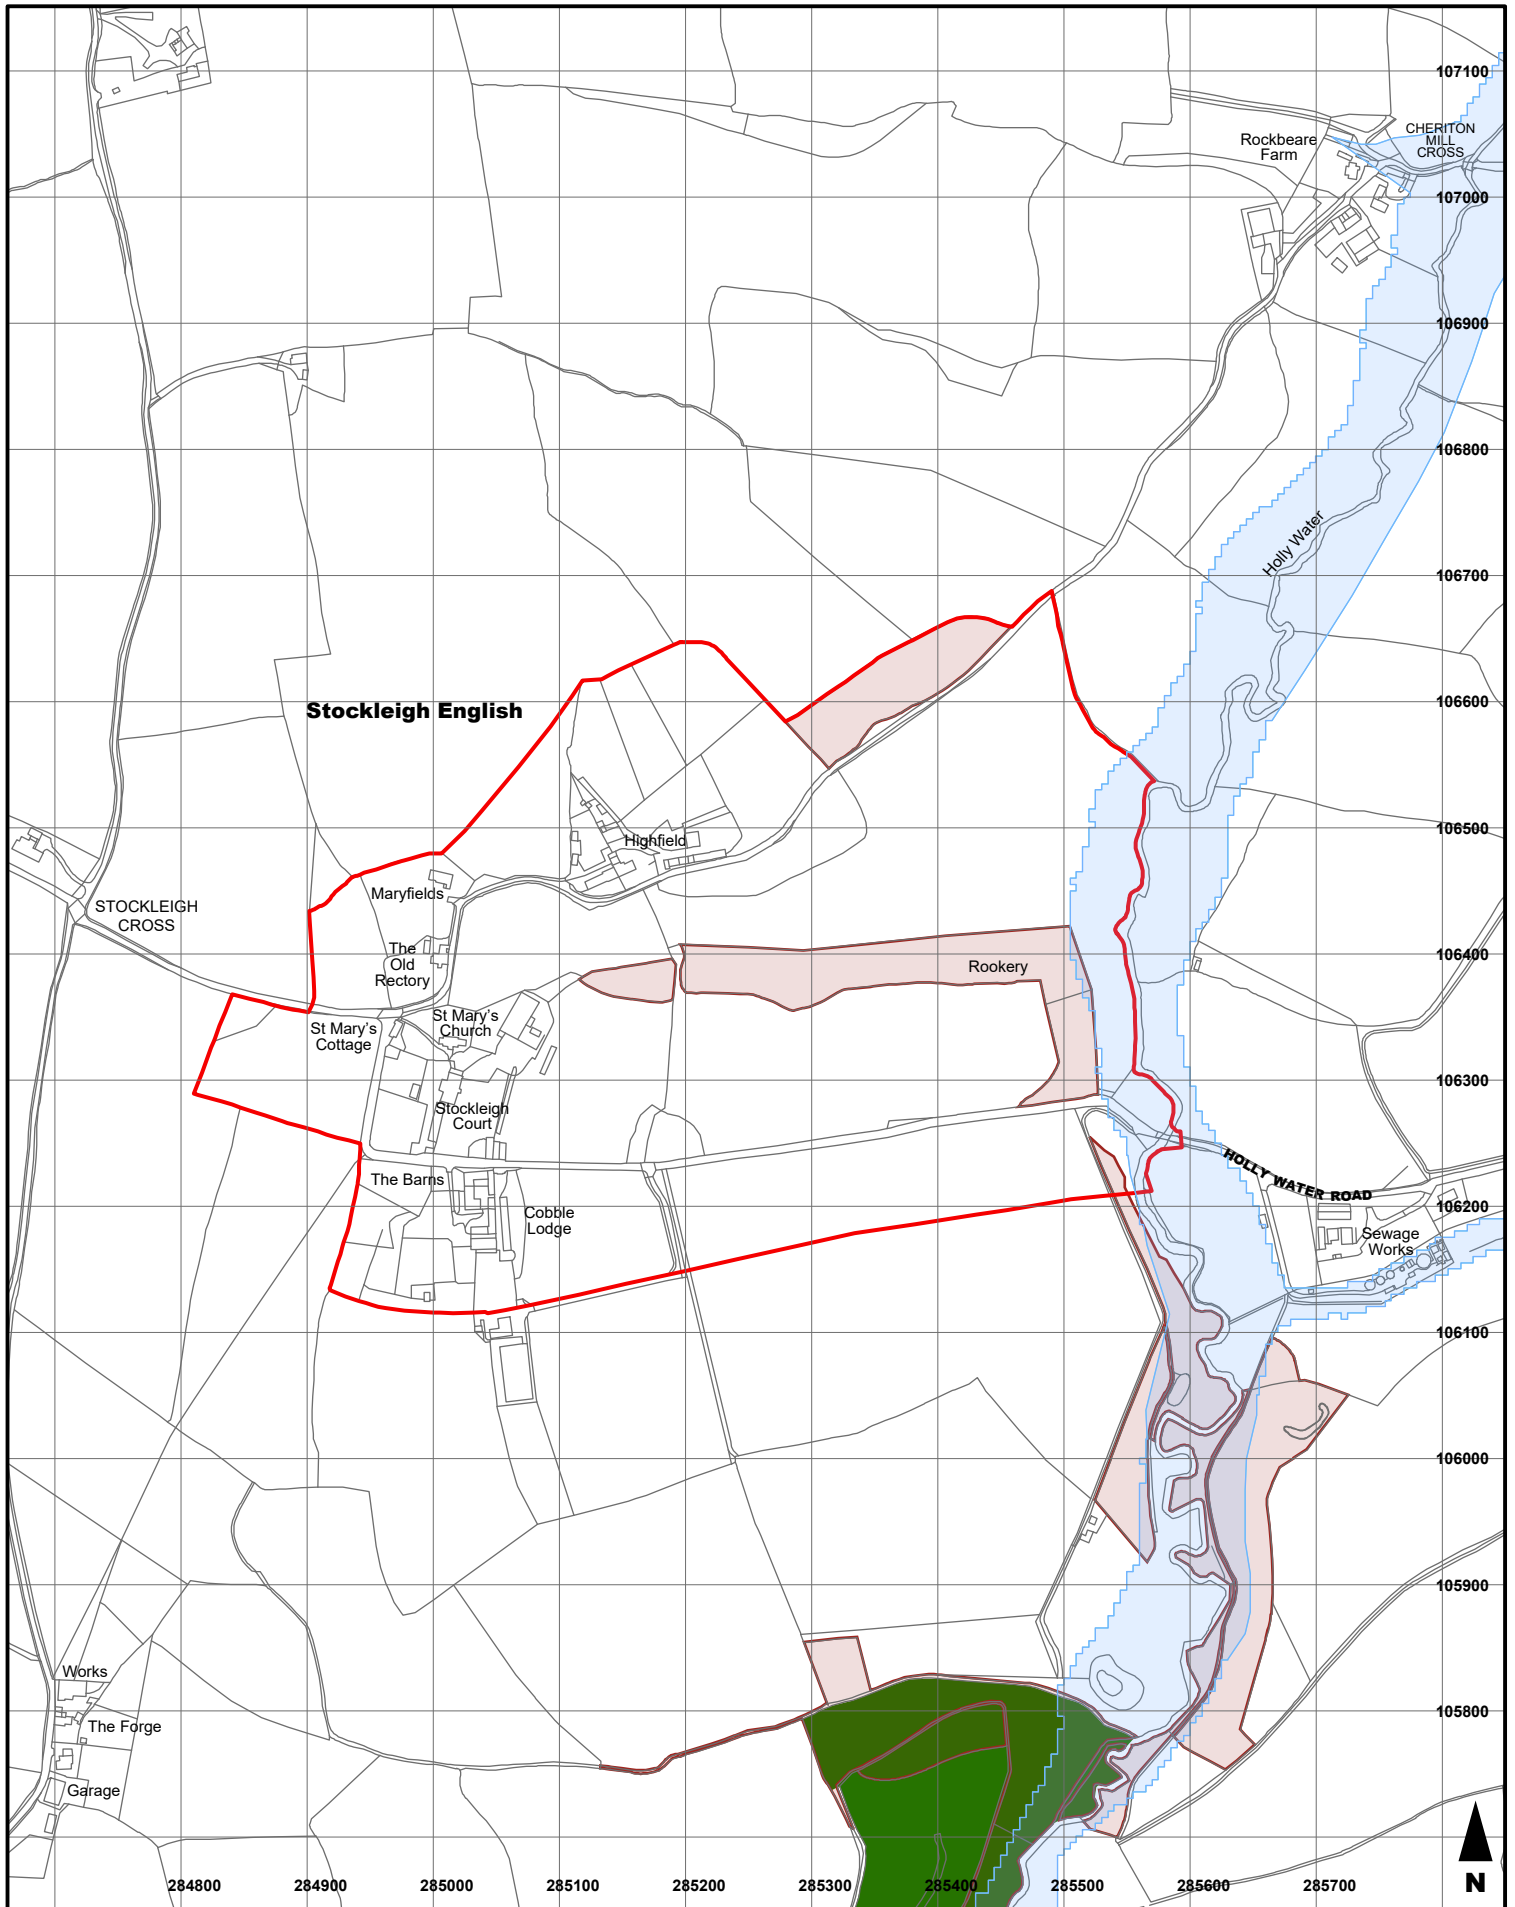 107100
Rockbeare
Farm
CHERITON
MILL
CROSS
107000
106900
106800
Holly Water
106700
Stockleigh English
106600
Highfield
106500
Maryfields
STOCKLEIGH
CROSS
The
Old
Rectory
106400
Rookery
St Mary's
Church
St Mary's
Cottage
106300
Stockleigh
Court
HOLLY WATER ROAD
The Barns
106200
Cobble
Lodge
Sewage
Works
106100
106000
105900
Works
105800
The Forge
Garage
284800
284900
285000
285100
285200
285300
285400
285500
285600
285700
N